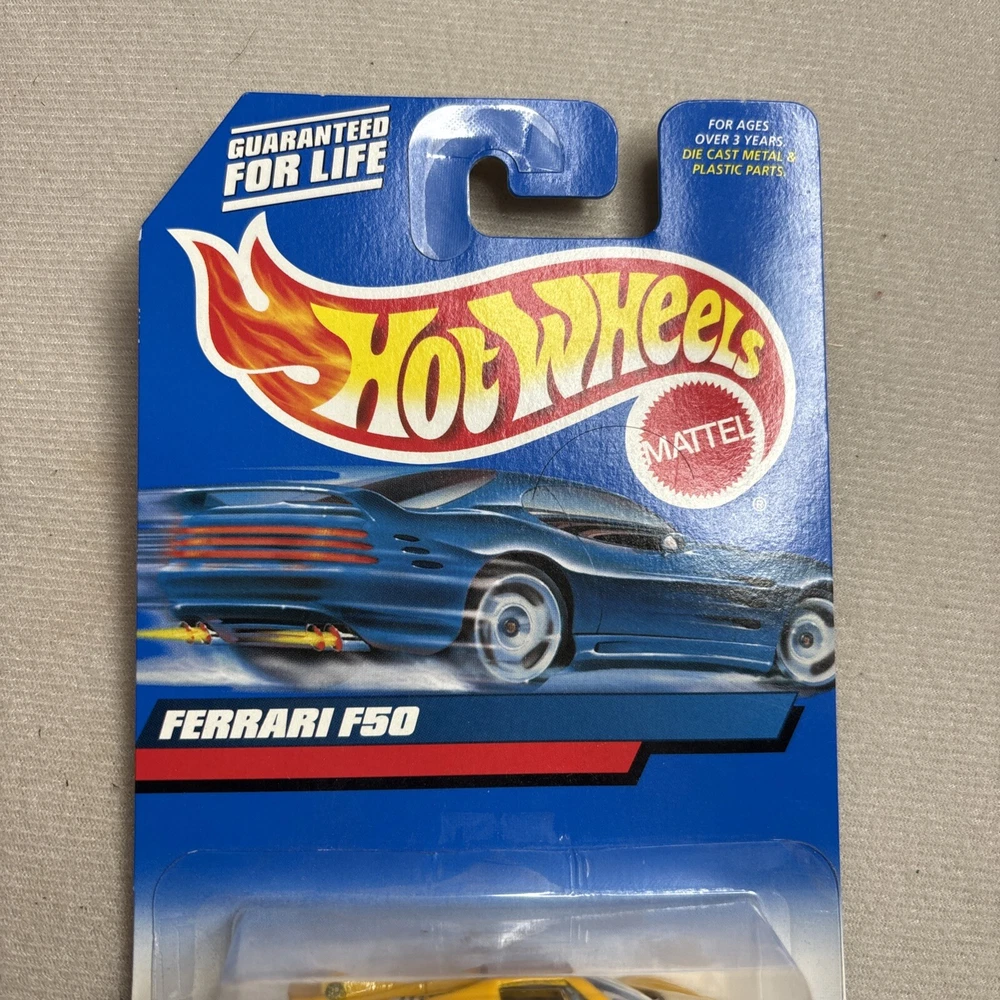 GUARANTEED
FOR LIFE
FOR AGES
OVER 3 YEARS.
DIE CAST METAL &
PLASTIC PARTS.
HOT WHEELS
MATTEL
®
FERRARI F50